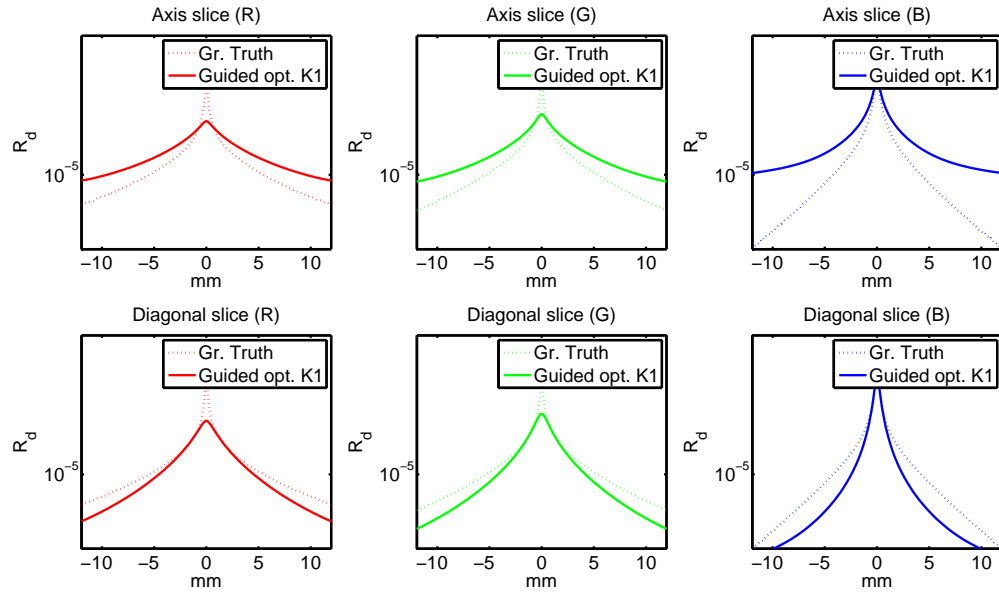 Axis slice (R)
Gr. Truth
Guided opt. K1
R_d
10^−5
−10 −5 0 5 10
mm
Axis slice (G)
Gr. Truth
Guided opt. K1
R_d
10^−5
−10 −5 0 5 10
mm
Axis slice (B)
Gr. Truth
Guided opt. K1
R_d
10^−5
−10 −5 0 5 10
mm
Diagonal slice (R)
Gr. Truth
Guided opt. K1
R_d
10^−5
−10 −5 0 5 10
mm
Diagonal slice (G)
Gr. Truth
Guided opt. K1
R_d
10^−5
−10 −5 0 5 10
mm
Diagonal slice (B)
Gr. Truth
Guided opt. K1
R_d
10^−5
−10 −5 0 5 10
mm